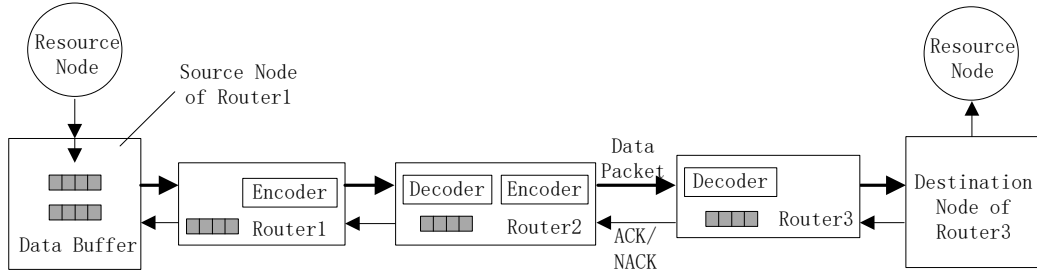 Resource
Node
Source Node
of Router1
Data Buffer
Encoder
Router1
Decoder
Encoder
Router2
Data
Packet
ACK/
NACK
Decoder
Router3
Resource
Node
Destination
Node of
Router3